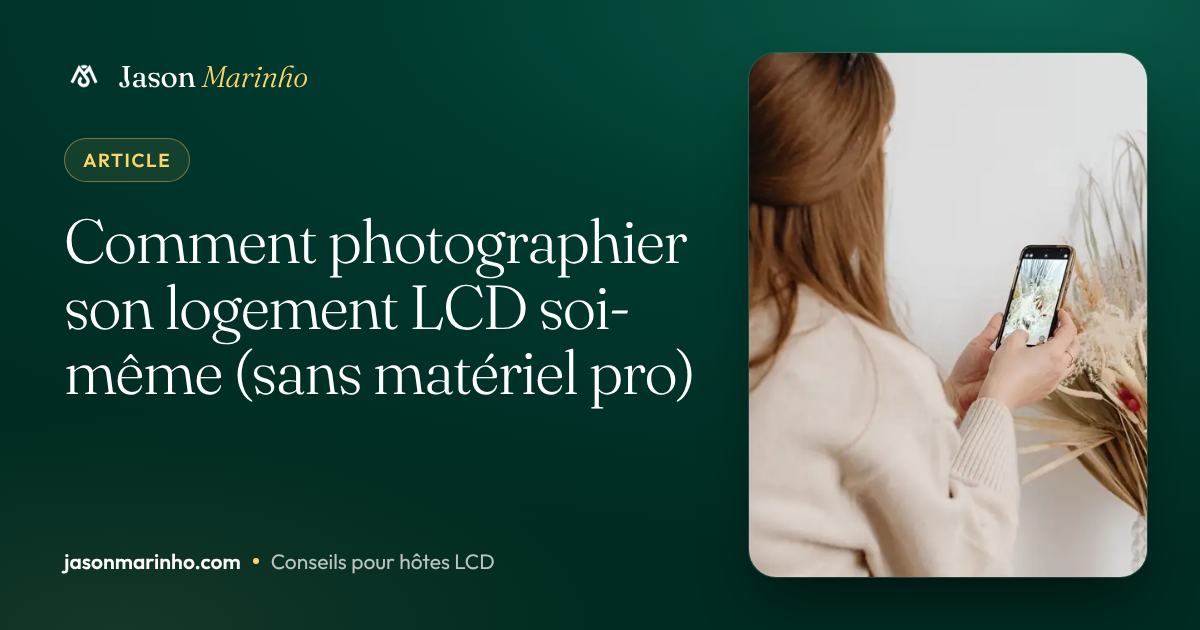 Jason Marinho
ARTICLE
Comment photographier
son logement LCD soi-
même (sans matériel pro)
jasonmarinho.com • Conseils pour hôtes LCD